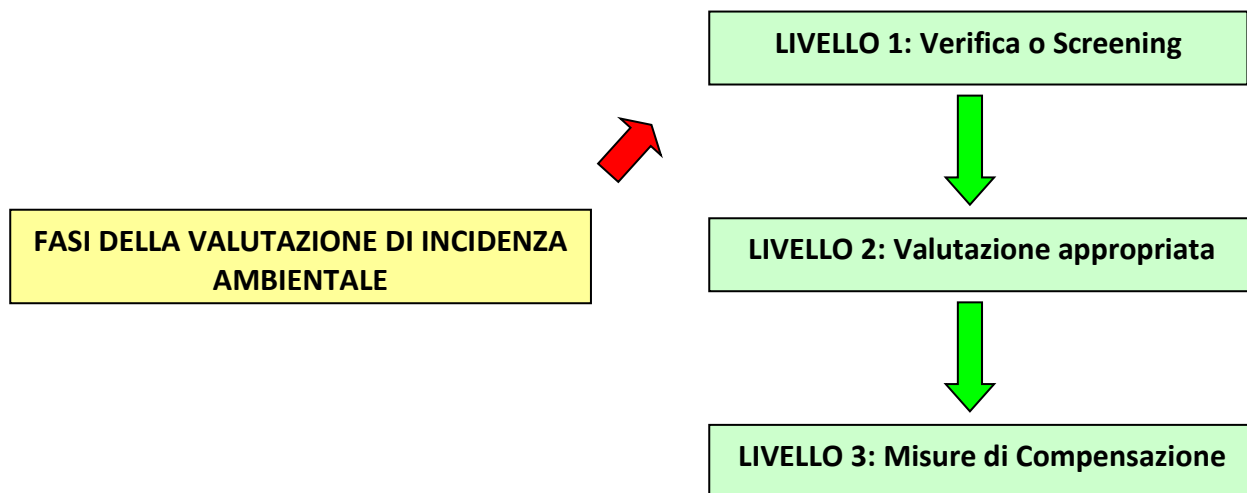 LIVELLO 1: Verifica o Screening
FASI DELLA VALUTAZIONE DI INCIDENZA
AMBIENTALE
LIVELLO 2: Valutazione appropriata
LIVELLO 3: Misure di Compensazione